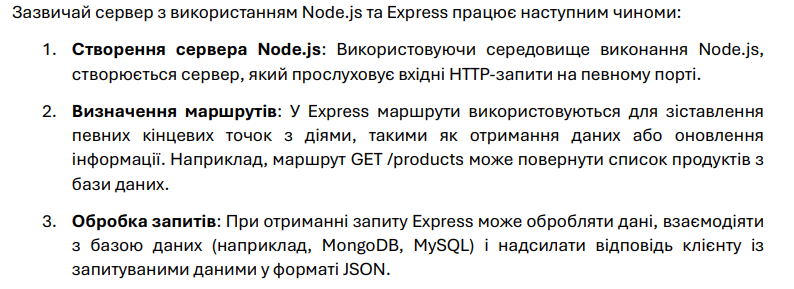 Зазвичай сервер з використанням Node.js та Express працює наступним чиноми:
1. Створення сервера Node.js: Використовуючи середовище виконання Node.js,
створюється сервер, який прослуховує вхідні HTTP-запити на певному порті.
2. Визначення маршрутів: У Express маршрути використовуються для зіставлення
певних кінцевих точок з діями, такими як отримання даних або оновлення
інформації. Наприклад, маршрут GET /products може повернути список продуктів з
бази даних.
3. Обробка запитів: При отриманні запиту Express може обробляти дані, взаємодіяти
з базою даних (наприклад, MongoDB, MySQL) і надсилати відповідь клієнту із
запитуваними даними у форматі JSON.